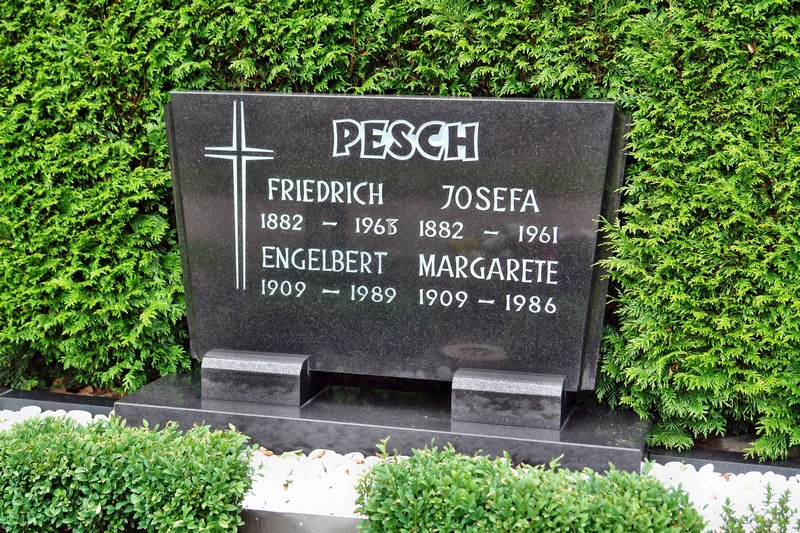 PESCH
FRIEDRICH JOSEFA
1882 – 1963 1882 – 1961
ENGELBERT MARGARETE
1909 – 1989 1909 – 1986